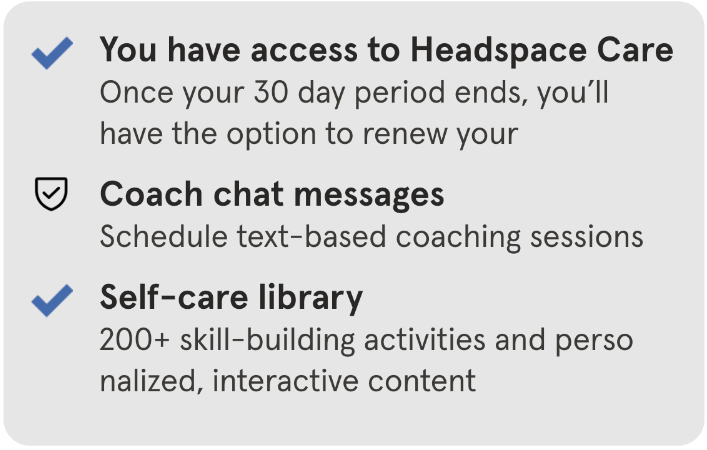 You have access to Headspace Care
Once your 30 day period ends, you’ll
have the option to renew your
Coach chat messages
Schedule text-based coaching sessions
Self-care library
200+ skill-building activities and perso
nalized, interactive content